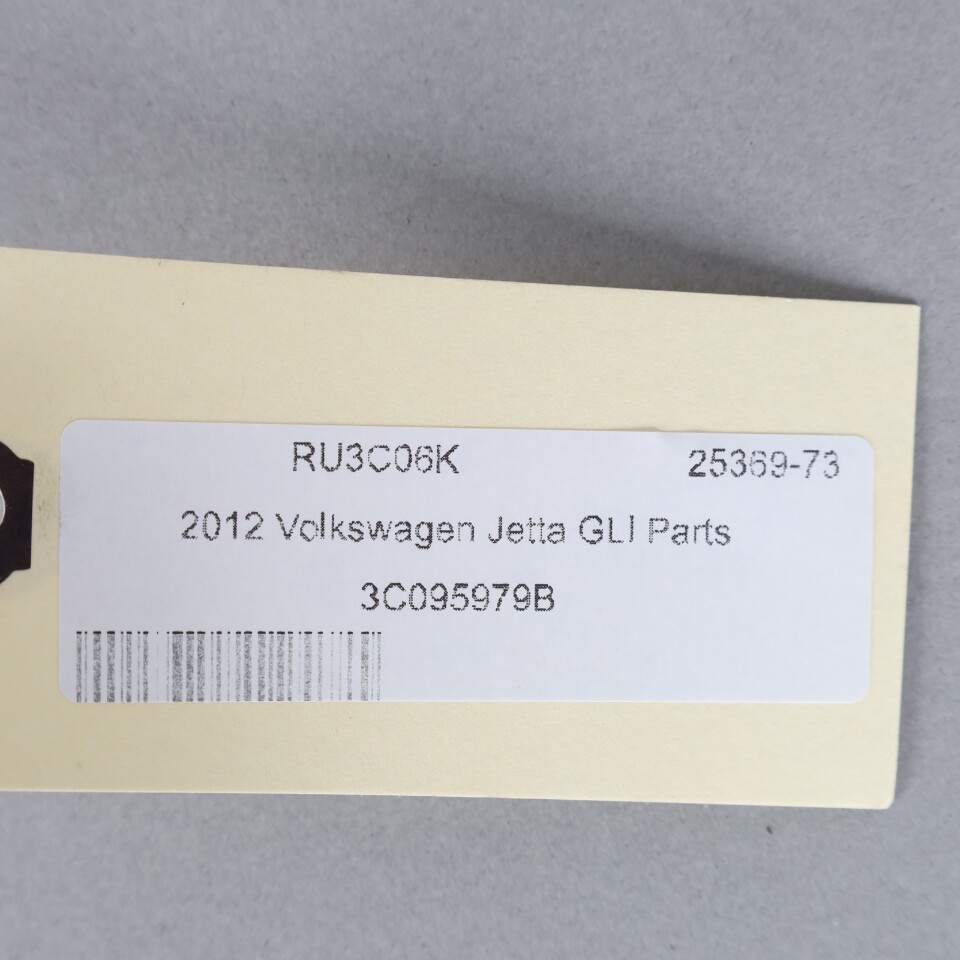 RU3C06K 25369-73
2012 Volkswagen Jetta GLI Parts
3C095979B